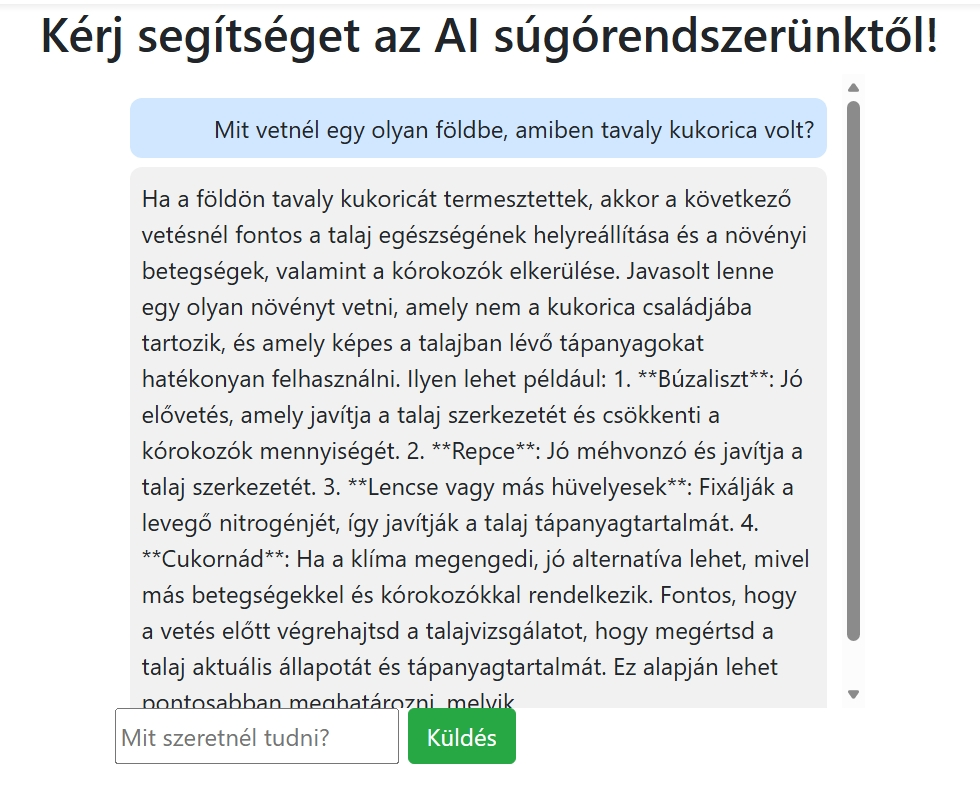 Kérj segítséget az AI súgórendszerünktől!
Mit vetnél egy olyan földbe, amiben tavaly kukorica volt?
Ha a földön tavaly kukoricát termesztettek, akkor a következő
vetésnél fontos a talaj egészségének helyreállítása és a növényi
betegségek, valamint a kórokozók elkerülése. Javasolt lenne
egy olyan növényt vetni, amely nem a kukorica családjába
tartozik, és amely képes a talajban lévő tápanyagokat
hatékonyan felhasználni. Ilyen lehet például: 1. **Búzaliszt**: Jó
elővetés, amely javítja a talaj szerkezetét és csökkenti a
kórokozók mennyiségét. 2. **Repce**: Jó méhvonzó és javítja a
talaj szerkezetét. 3. **Lencse vagy más hüvelyesek**: Fixálják a
levegő nitrogénjét, így javítják a talaj tápanyagtartalmát. 4.
**Cukornád**: Ha a klíma megengedi, jó alternatíva lehet, mivel
más betegségekkel és kórokozókkal rendelkezik. Fontos, hogy
a vetés előtt végrehajtsd a talajvizsgálatot, hogy megértsd a
talaj aktuális állapotát és tápanyagtartalmát. Ez alapján lehet
pontosabban meghatározni, melyik
Mit szeretnél tudni?
Küldés